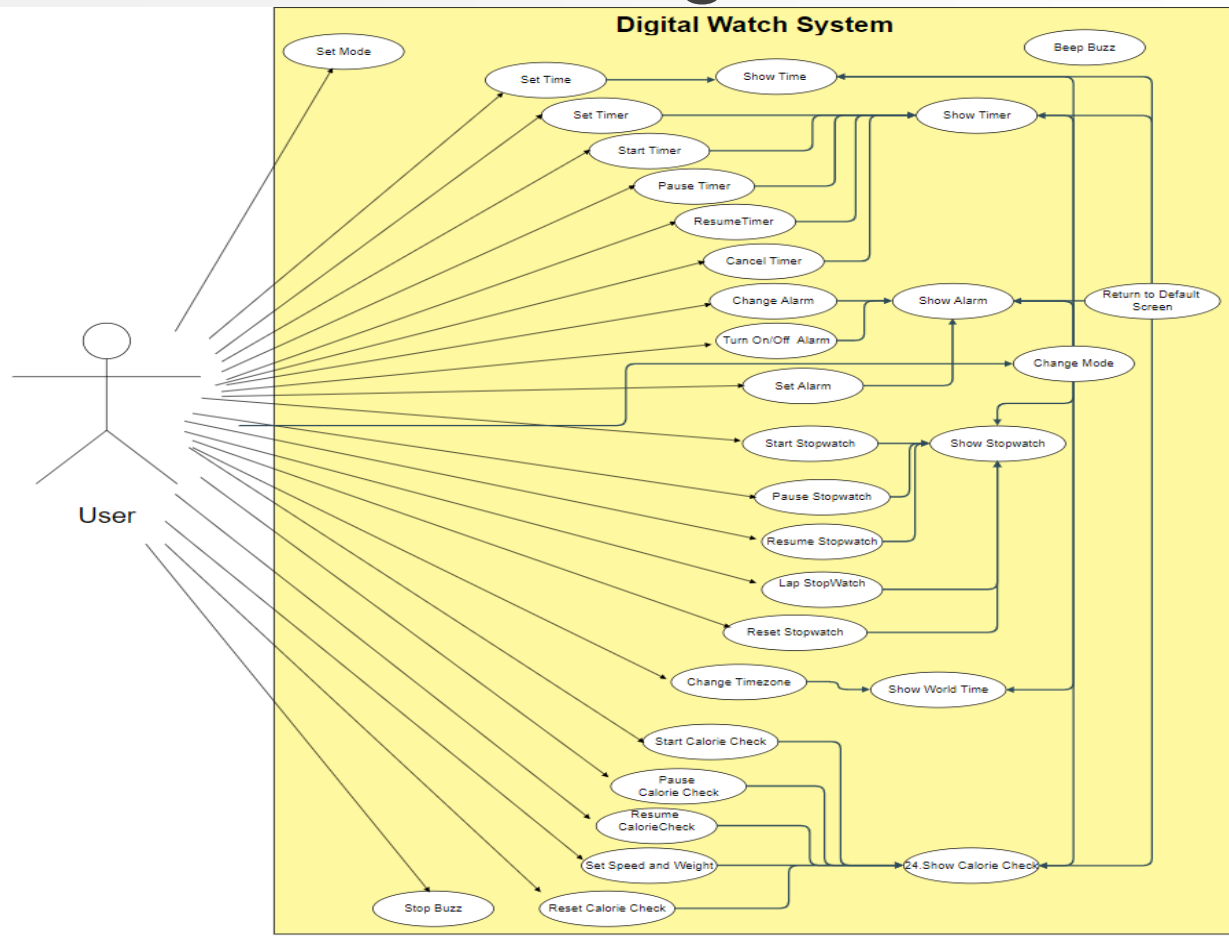 Digital Watch System
Set Mode
Beep Buzz
Set Time
Show Time
Set Timer
Show Timer
Start Timer
Pause Timer
ResumeTimer
Cancel Timer
Change Alarm
Show Alarm
Return to Default
Screen
Turn On/Off Alarm
Change Mode
Set Alarm
Start Stopwatch
Show Stopwatch
Pause Stopwatch
User
Resume Stopwatch
Lap StopWatch
Reset Stopwatch
Change Timezone
Show World Time
Start Calorie Check
Pause
Calorie Check
Resume
CalorieCheck
Set Speed and Weight
24.Show Calorie Check
Stop Buzz
Reset Calorie Check